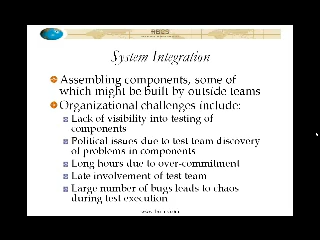 RBCS
System Integration
Assembling components, some of
which might be built by outside teams
Organizational challenges include:
Lack of visibility into testing of
components
Political issues due to test team discovery
of problems in components
Long hours due to over-commitment
Late involvement of test team
Large number of bugs leads to chaos
during test execution